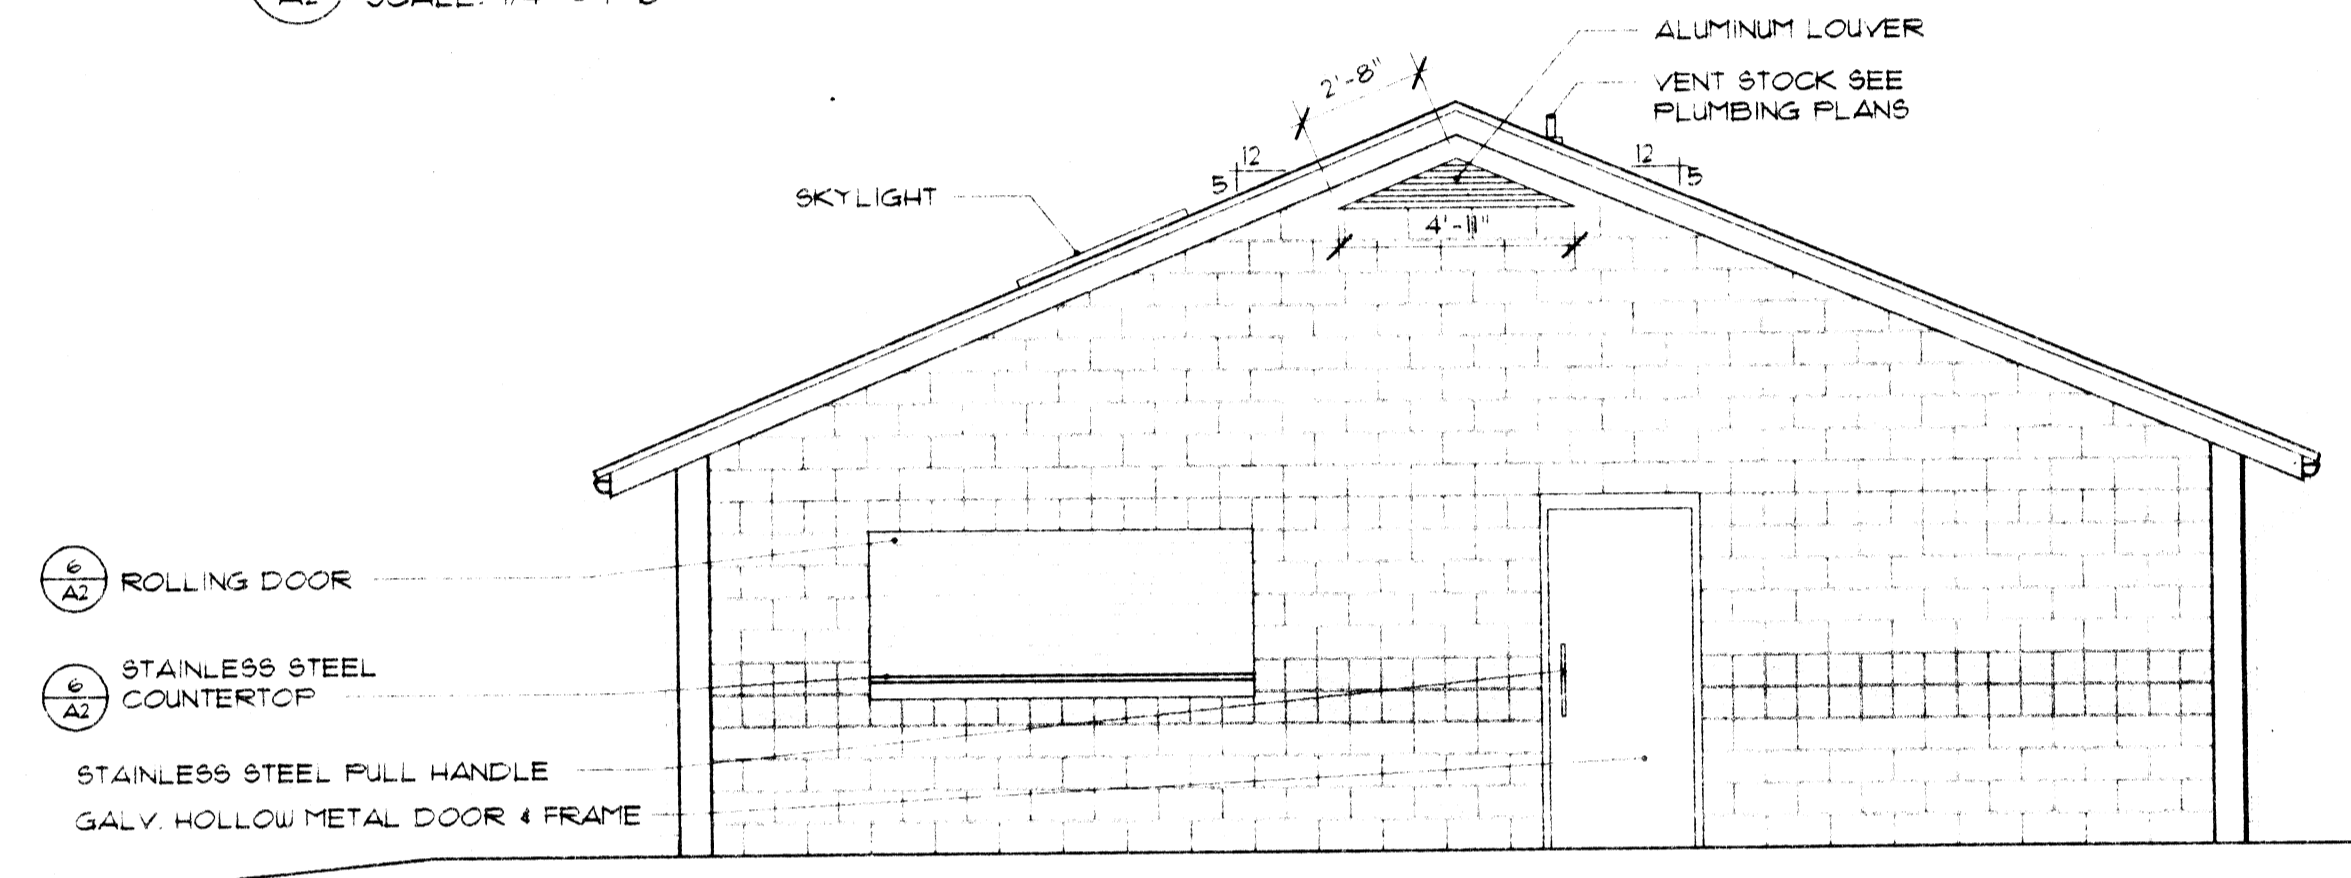 A2
ALUMINUM LOUVER
VENT STOCK SEE
PLUMBING PLANS
2'-8"
12
5
12
5
SKYLIGHT
4'-11"
6
A2
ROLLING DOOR
6
A2
STAINLESS STEEL
COUNTERTOP
STAINLESS STEEL PULL HANDLE
GALV. HOLLOW METAL DOOR & FRAME